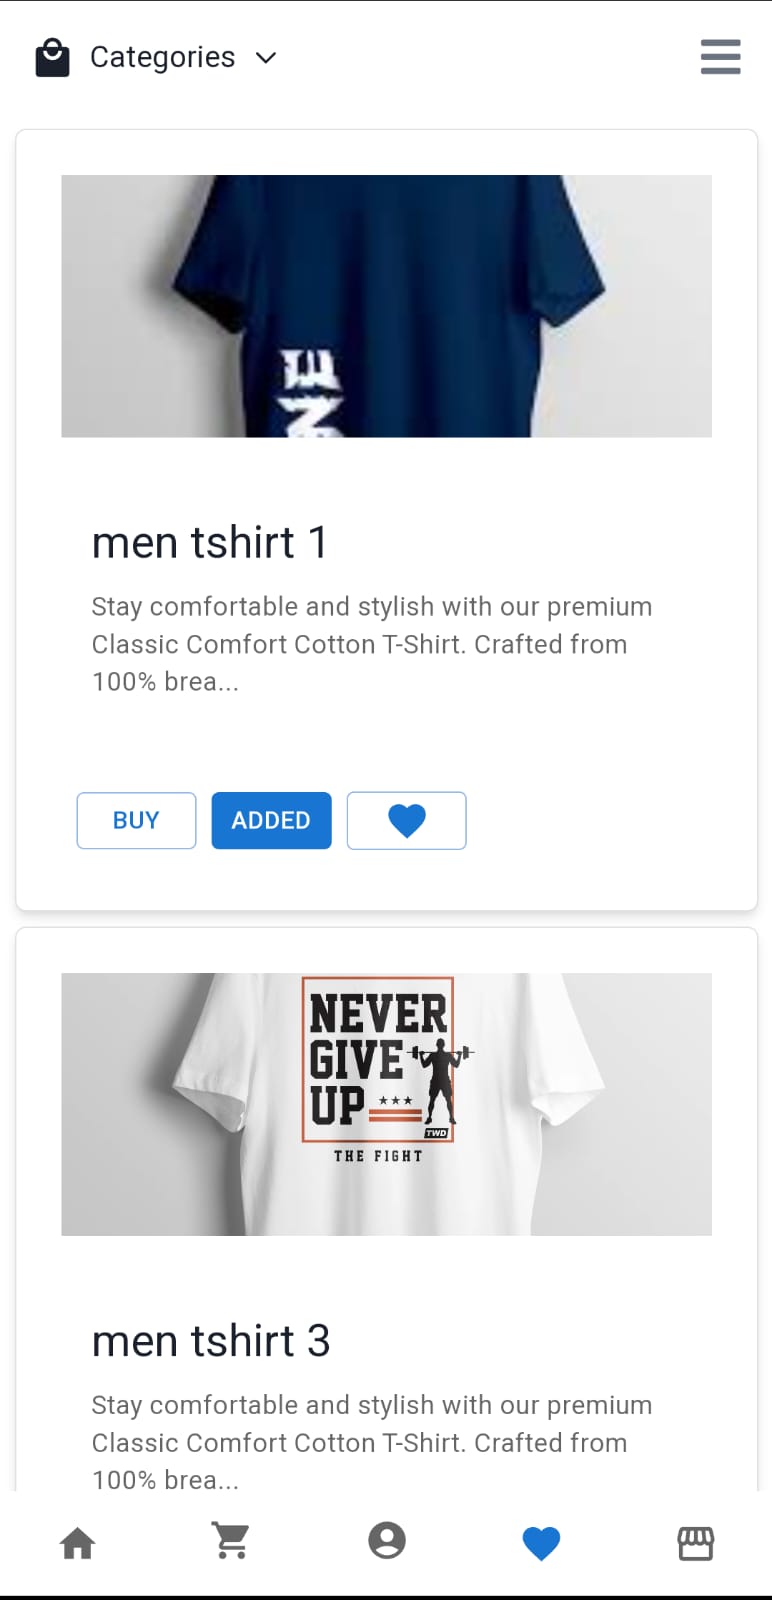 Categories
NE
men tshirt 1
Stay comfortable and stylish with our premium
Classic Comfort Cotton T-Shirt. Crafted from
100% brea...
BUY
ADDED
NEVER
GIVE
UP
TWD
THE FIGHT
men tshirt 3
Stay comfortable and stylish with our premium
Classic Comfort Cotton T-Shirt. Crafted from
100% brea...